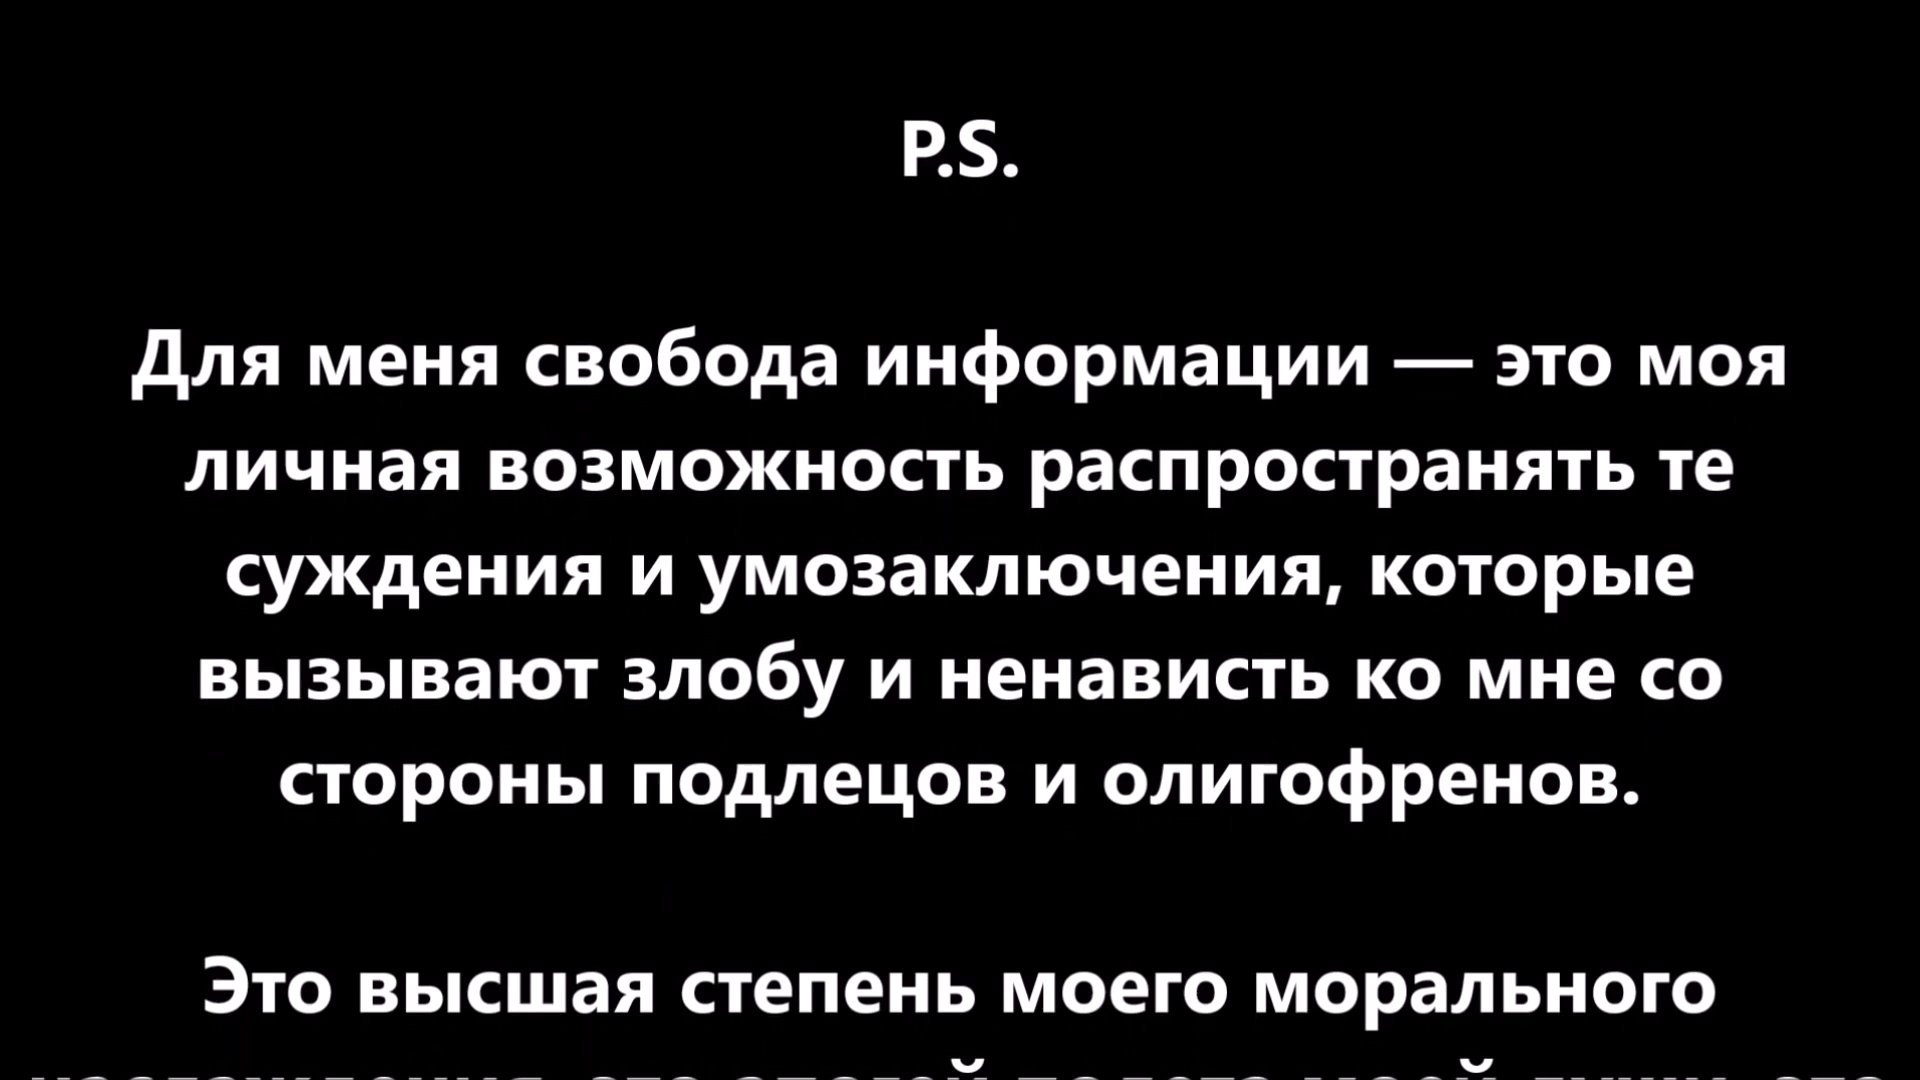 P.S.
Для меня свобода информации — это моя
личная возможность распространять те
суждения и умозаключения, которые
вызывают злобу и ненависть ко мне со
стороны подлецов и олигофренов.
Это высшая степень моего морального